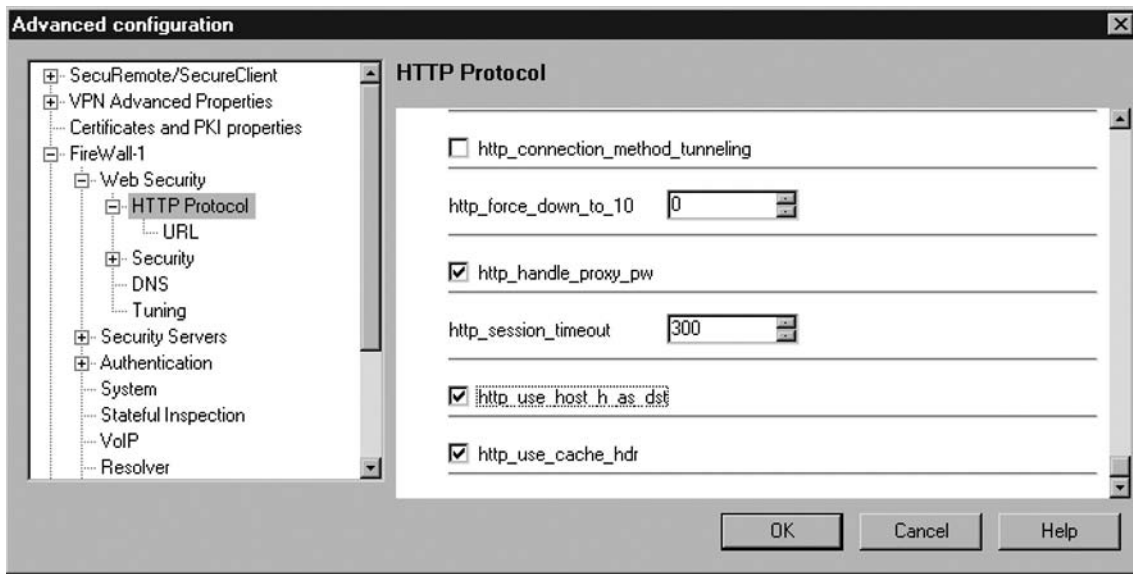 Advanced configuration
SecuRemote/SecureClient
VPN Advanced Properties
Certificates and PKI properties
FireWall-1
Web Security
HTTP Protocol
URL
Security
DNS
Tuning
Security Servers
Authentication
System
Stateful Inspection
VoIP
Resolver
HTTP Protocol
http_connection_method_tunneling
http_force_down_to_10 0
http_handle_proxy_pw
http_session_timeout 300
http_use_host_h_as_dst
http_use_cache_hdr
OK Cancel Help